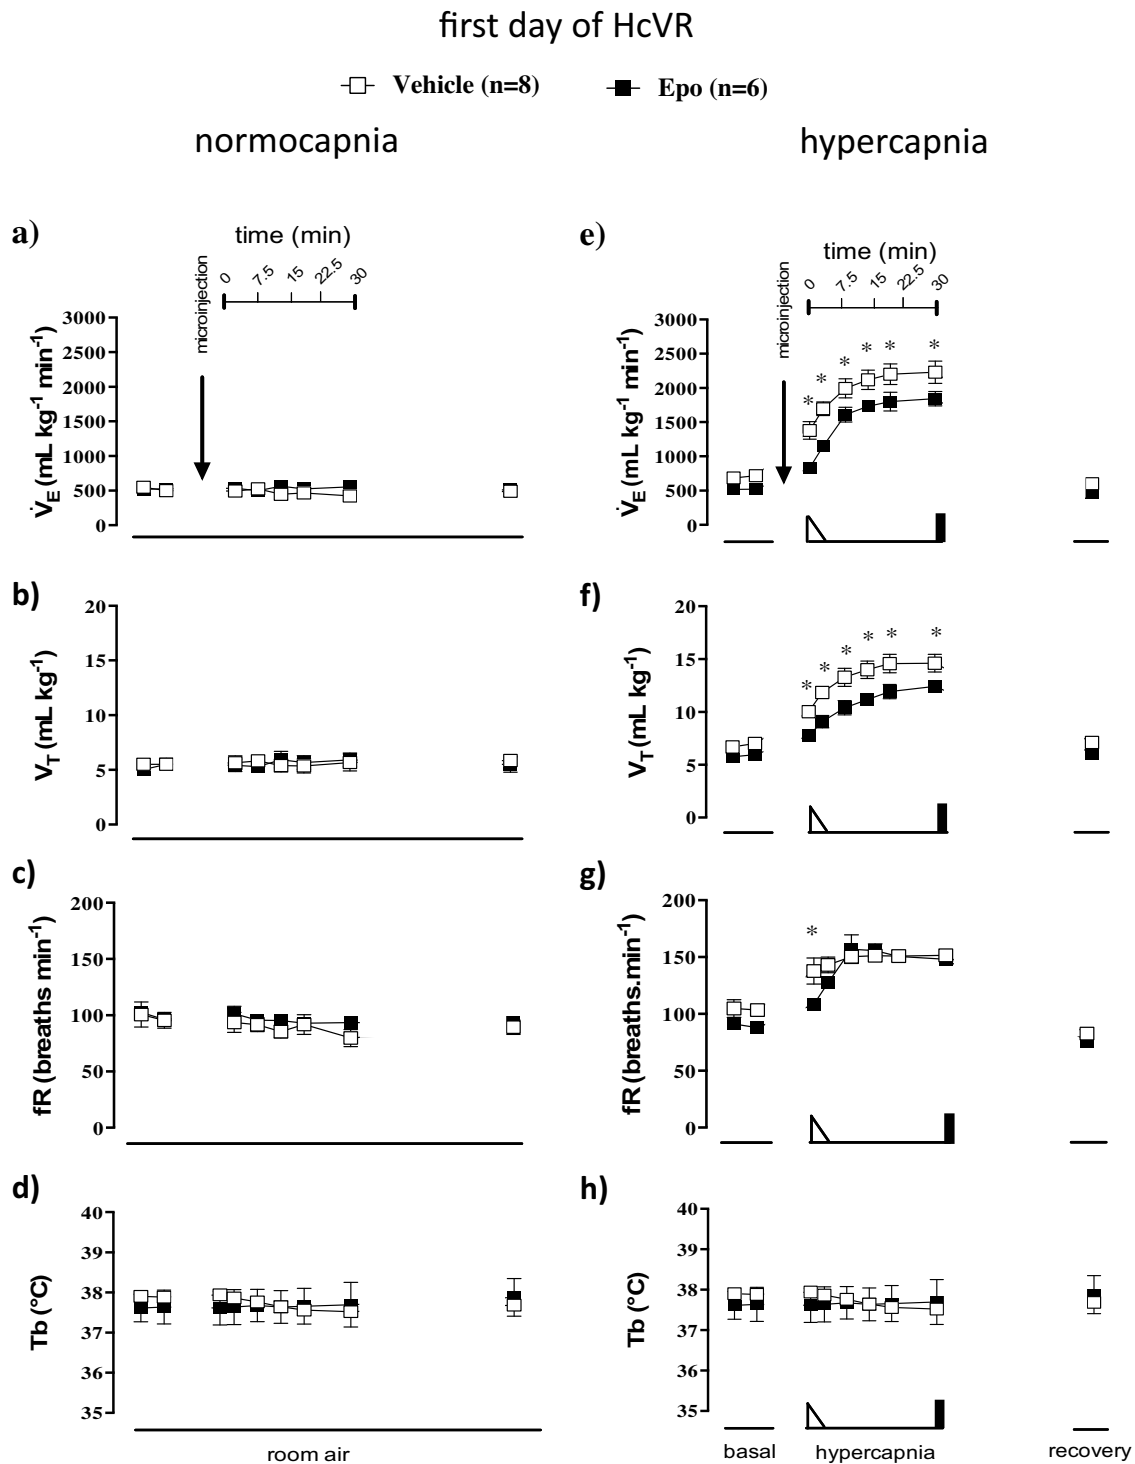 first day of HcVR
Vehicle (n=8) Epo (n=6)
normocapnia hypercapnia
a)
time (min)
0 7.5 15 22.5 30
microinjection
V̇E (mL kg-1 min-1)
3000
2500
2000
1500
1000
500
0
e)
time (min)
0 7.5 15 22.5 30
microinjection
V̇E (mL kg-1 min-1)
3000
2500
2000
1500
1000
500
0
* * * * * *
b)
VT (mL kg-1)
20
15
10
5
0
f)
VT (mL kg-1)
20
15
10
5
0
* * * * * *
c)
fR (breaths min-1)
200
150
100
50
0
g)
fR (breaths.min-1)
200
150
100
50
0
*
d)
Tb (°C)
40
39
38
37
36
35
room air
h)
Tb (°C)
40
39
38
37
36
35
basal hypercapnia recovery